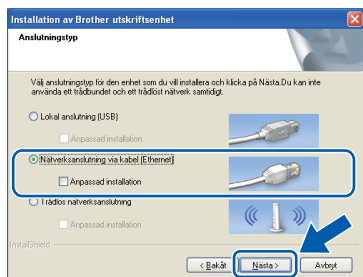 Installation av Brother utskriftsenhet
Anslutningstyp
Välj anslutningstyp för den enhet som du vill installera och klicka på Nästa.Du kan inte
använda ett trådbundet och ett trådlöst nätverk samtidigt.
Lokal anslutning (USB)
Anpassad installation
Nätverksanslutning via kabel (Ethernet)
Anpassad installation
Trådlös nätverksanslutning
Anpassad installation
InstallShield
< Bakåt
Nästa >
Avbryt